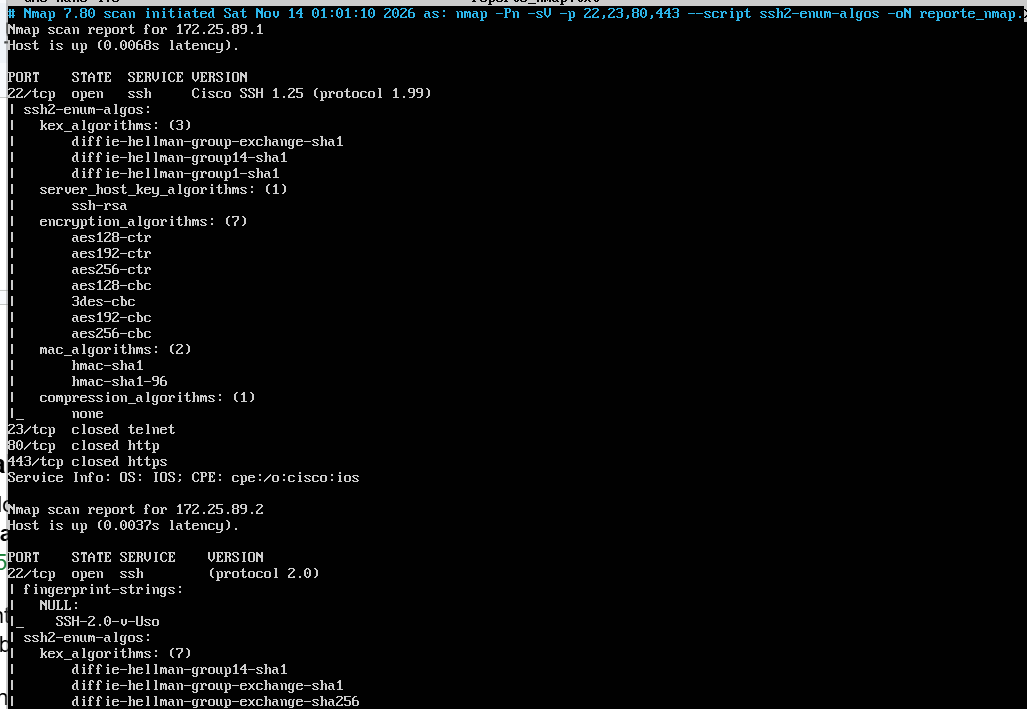 # Nmap 7.80 scan initiated Sat Nov 14 01:01:10 2026 as: nmap -Pn -sV -p 22,23,80,443 --script ssh2-enum-algos -oN reporte_nmap.
Nmap scan report for 172.25.89.1
Host is up (0.0068s latency).
PORT    STATE  SERVICE VERSION
22/tcp  open   ssh     Cisco SSH 1.25 (protocol 1.99)
| ssh2-enum-algos:
|   kex_algorithms: (3)
|       diffie-hellman-group-exchange-sha1
|       diffie-hellman-group14-sha1
|       diffie-hellman-group1-sha1
|   server_host_key_algorithms: (1)
|       ssh-rsa
|   encryption_algorithms: (7)
|       aes128-ctr
|       aes192-ctr
|       aes256-ctr
|       aes128-cbc
|       3des-cbc
|       aes192-cbc
|       aes256-cbc
|   mac_algorithms: (2)
|       hmac-sha1
|       hmac-sha1-96
|   compression_algorithms: (1)
|_      none
23/tcp  closed telnet
80/tcp  closed http
443/tcp closed https
Service Info: OS: IOS; CPE: cpe:/o:cisco:ios
Nmap scan report for 172.25.89.2
Host is up (0.0037s latency).
PORT    STATE SERVICE    VERSION
22/tcp  open  ssh        (protocol 2.0)
| fingerprint-strings:
|   NULL:
|_    SSH-2.0-v-Uso
| ssh2-enum-algos:
|   kex_algorithms: (7)
|       diffie-hellman-group14-sha1
|       diffie-hellman-group-exchange-sha1
|       diffie-hellman-group-exchange-sha256